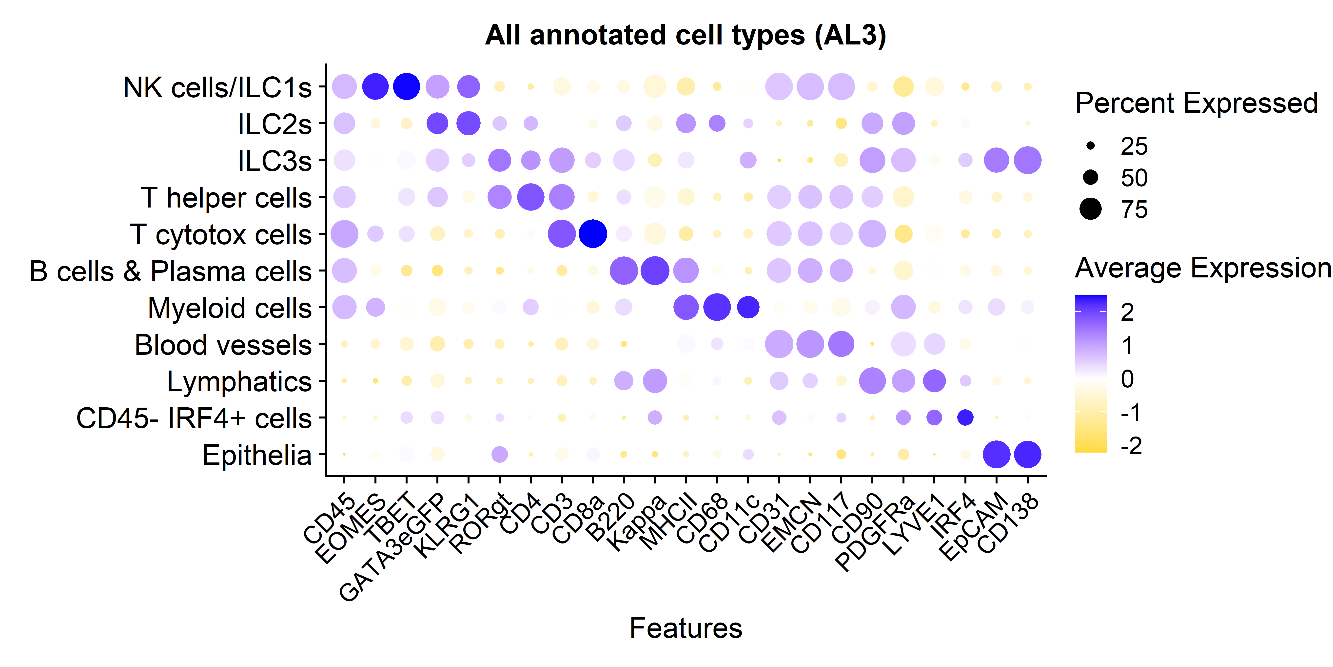 All annotated cell types (AL3)
NK cells/ILC1s
ILC2s
ILC3s
T helper cells
T cytotox cells
B cells & Plasma cells
Myeloid cells
Blood vessels
Lymphatics
CD45- IRF4+ cells
Epithelia
CD45
EOMES
TBET
GATA3eGFP
KLRG1
RORgt
CD4
CD3
CD8a
B220
Kappa
MHCII
CD68
CD11c
CD31
EMCN
CD117
CD90
PDGFRa
LYVE1
IRF4
EpCAM
CD138
Features
Percent Expressed
25
50
75
Average Expression
2
1
0
-1
-2